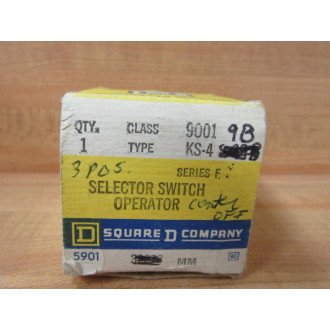 QTY. CLASS 9001 9B
1 TYPE KS-4
3 POS. SERIES F
SELECTOR SWITCH
OPERATOR center
OFF
D SQUARE D COMPANY
5901 MM